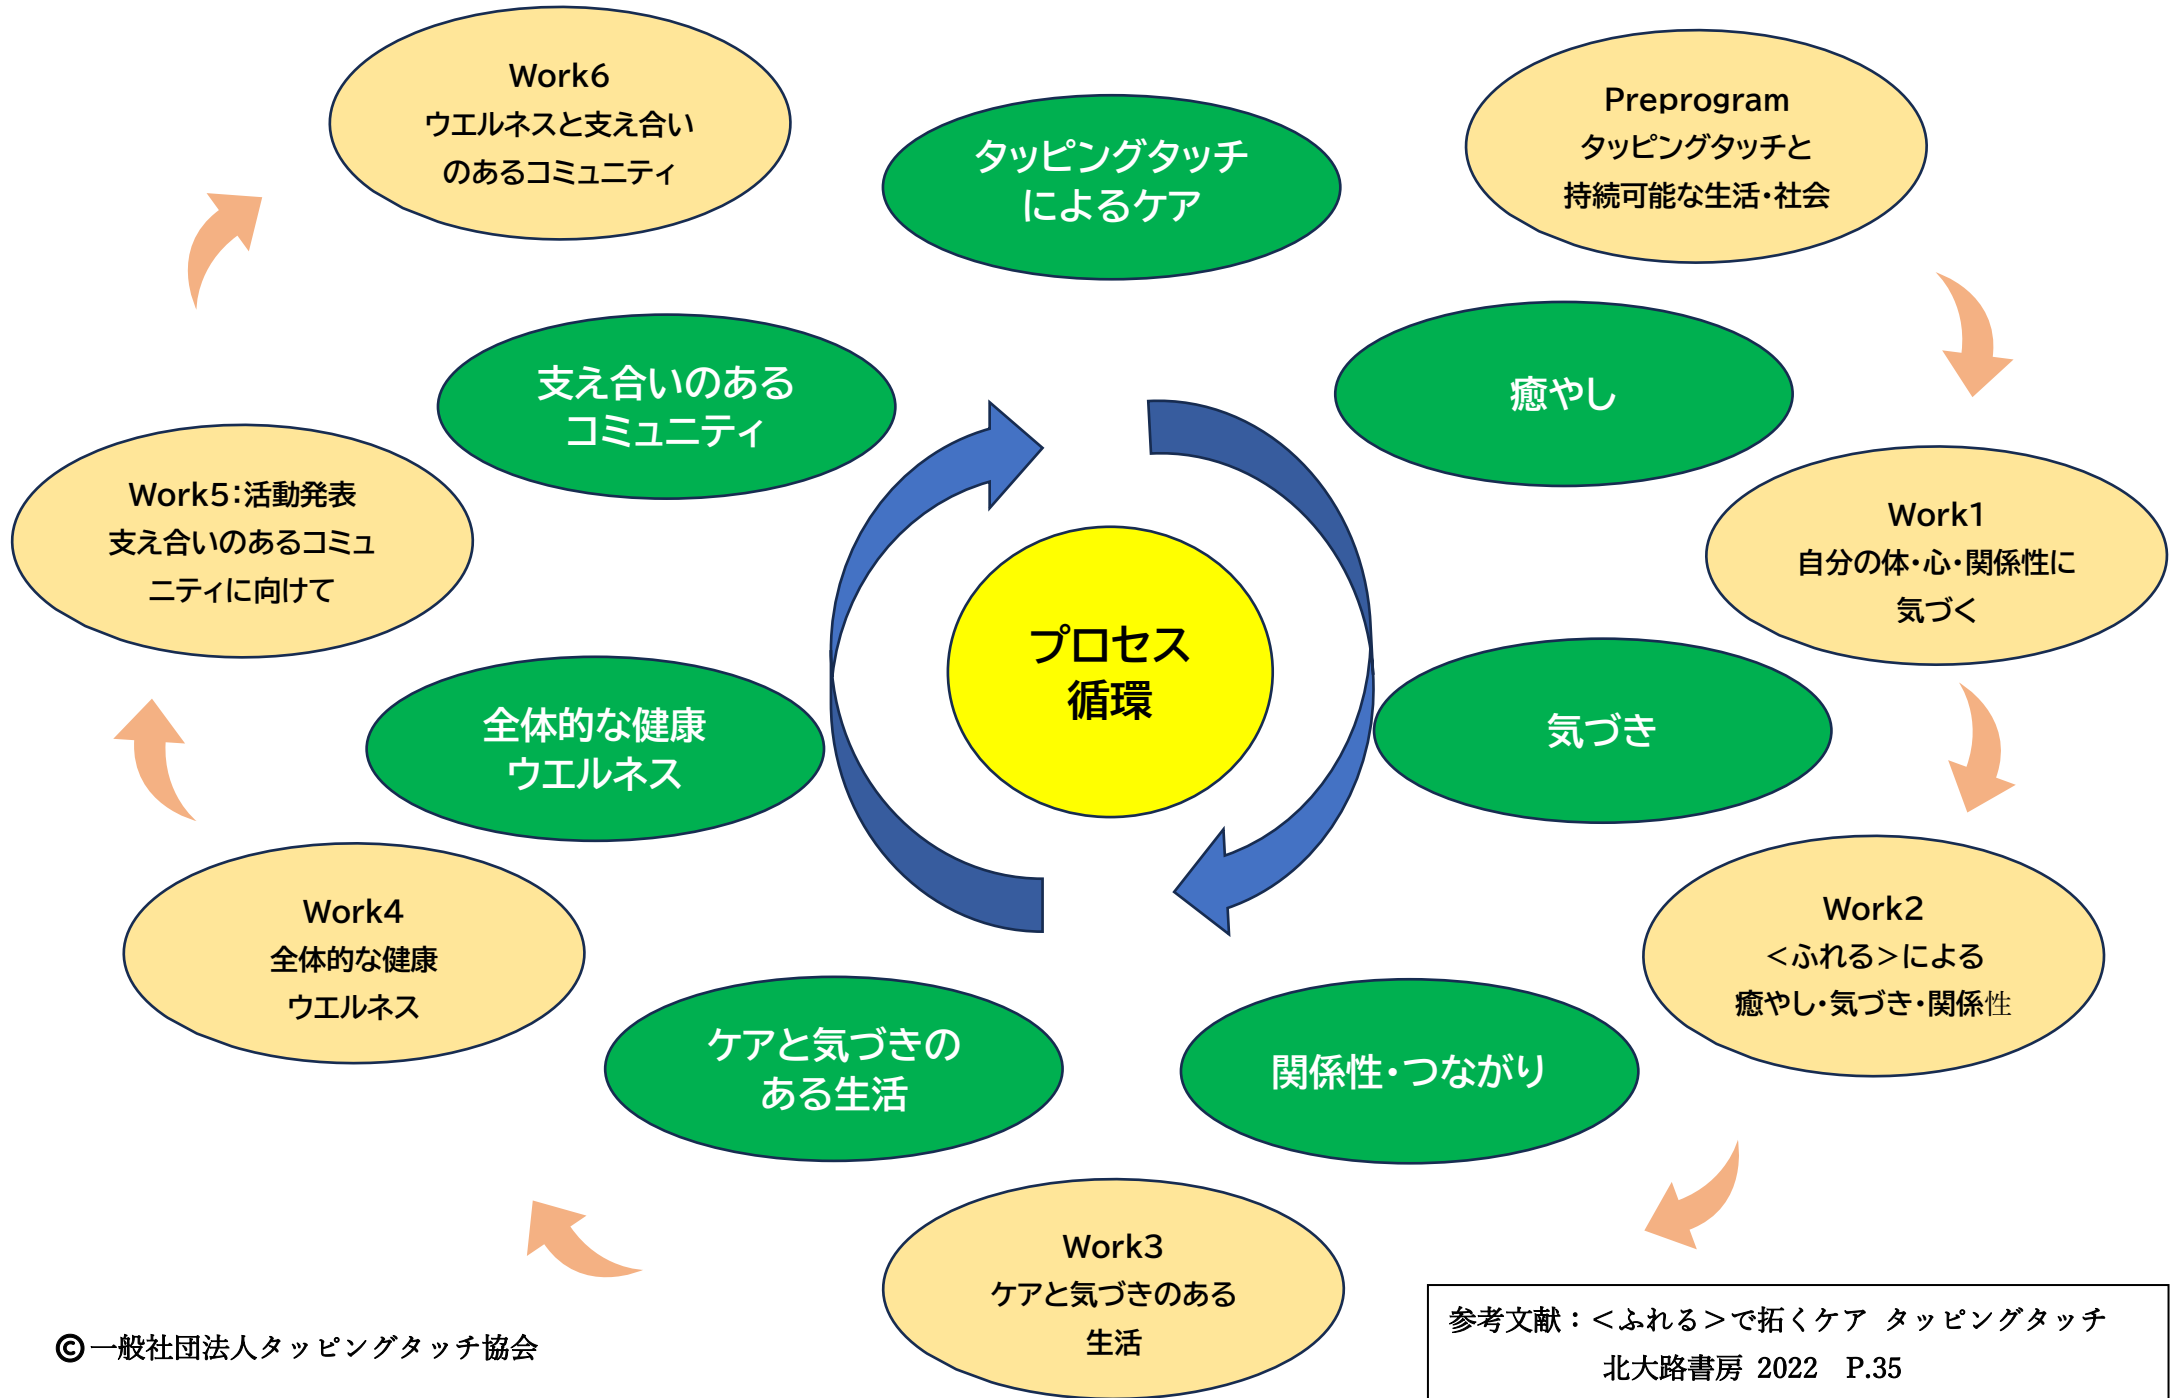 Work6
ウエルネスと支え合い
のあるコミュニティ
タッピングタッチ
によるケア
Preprogram
タッピングタッチと
持続可能な生活・社会
支え合いのある
コミュニティ
癒やし
Work5：活動発表
支え合いのあるコミュ
ニティに向けて
Work1
自分の体・心・関係性に
気づく
プロセス
循環
全体的な健康
ウエルネス
気づき
Work4
全体的な健康
ウエルネス
Work2
＜ふれる＞による
癒やし・気づき・関係性
ケアと気づきの
ある生活
関係性・つながり
Work3
ケアと気づきのある
生活
©一般社団法人タッピングタッチ協会
参考文献：＜ふれる＞で拓くケア タッピングタッチ
北大路書房 2022 P.35